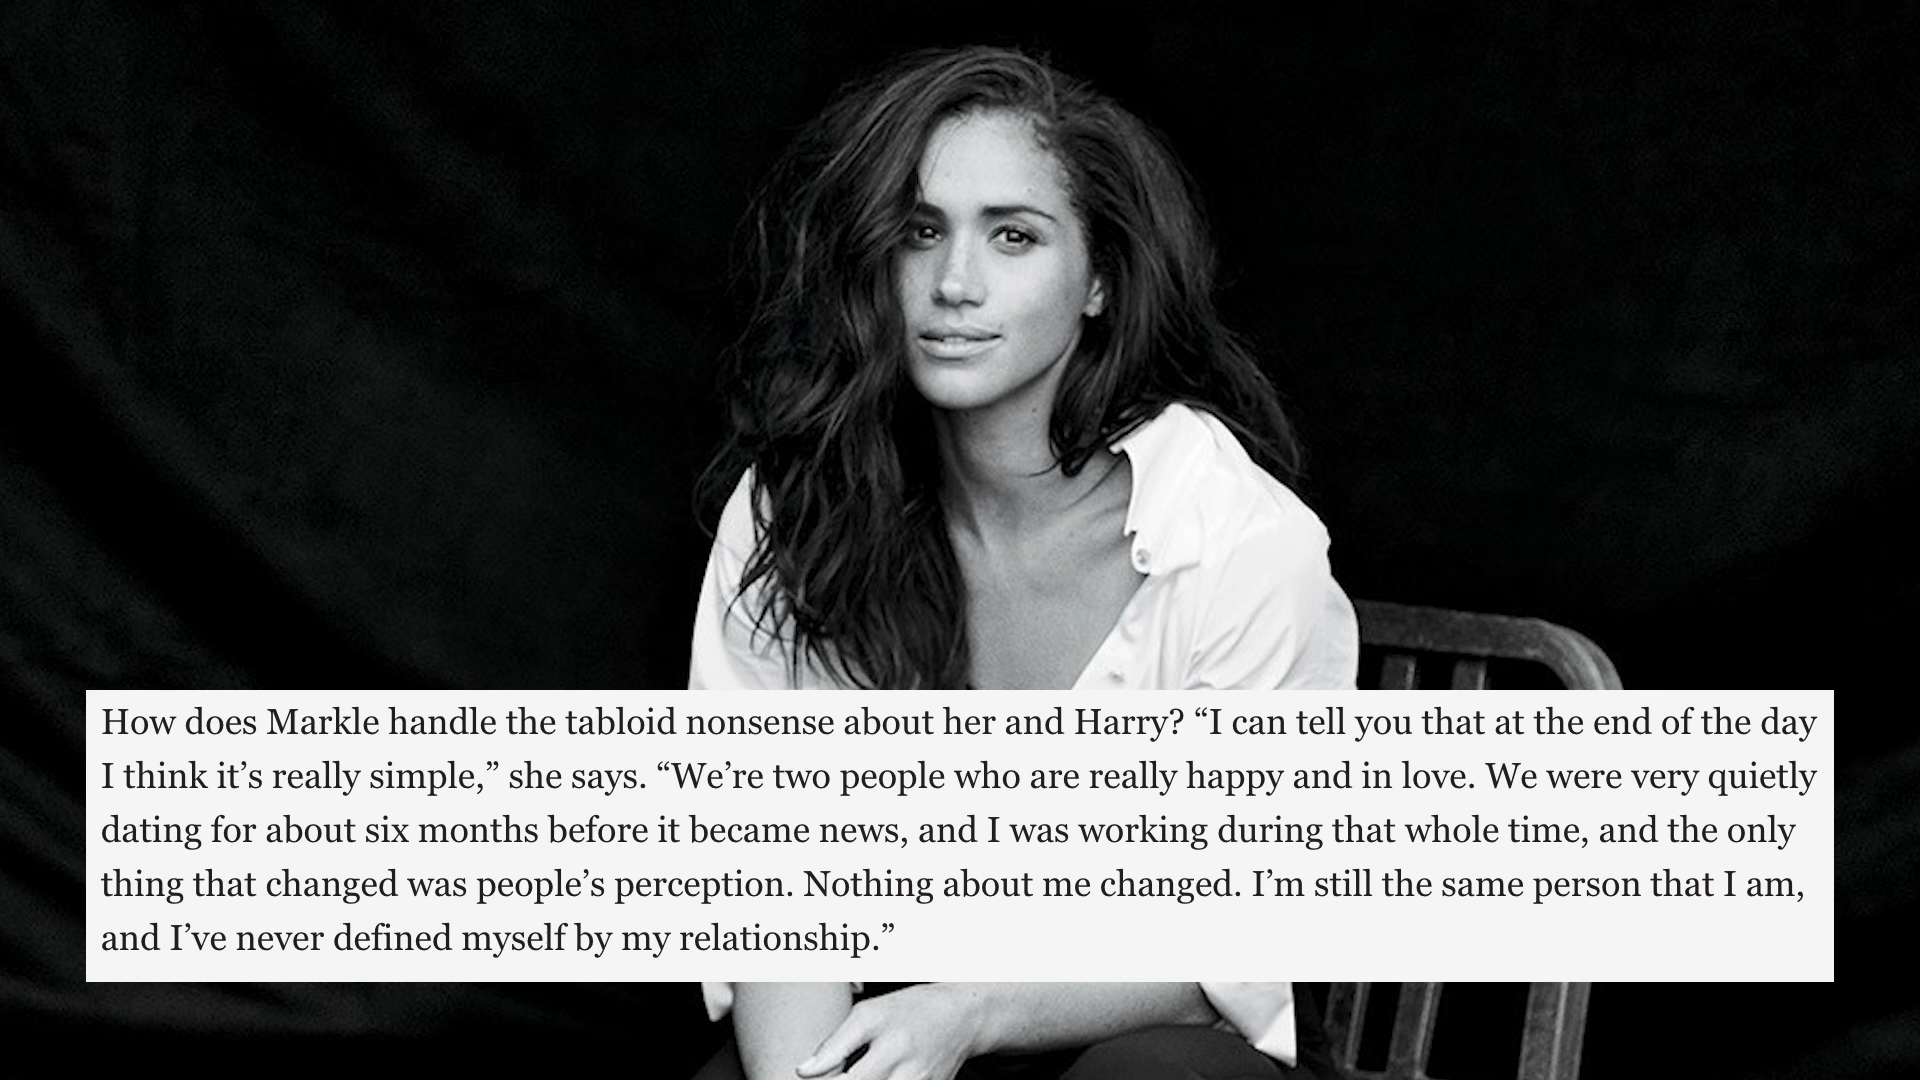 How does Markle handle the tabloid nonsense about her and Harry? “I can tell you that at the end of the day
I think it’s really simple,” she says. “We’re two people who are really happy and in love. We were very quietly
dating for about six months before it became news, and I was working during that whole time, and the only
thing that changed was people’s perception. Nothing about me changed. I’m still the same person that I am,
and I’ve never defined myself by my relationship.”